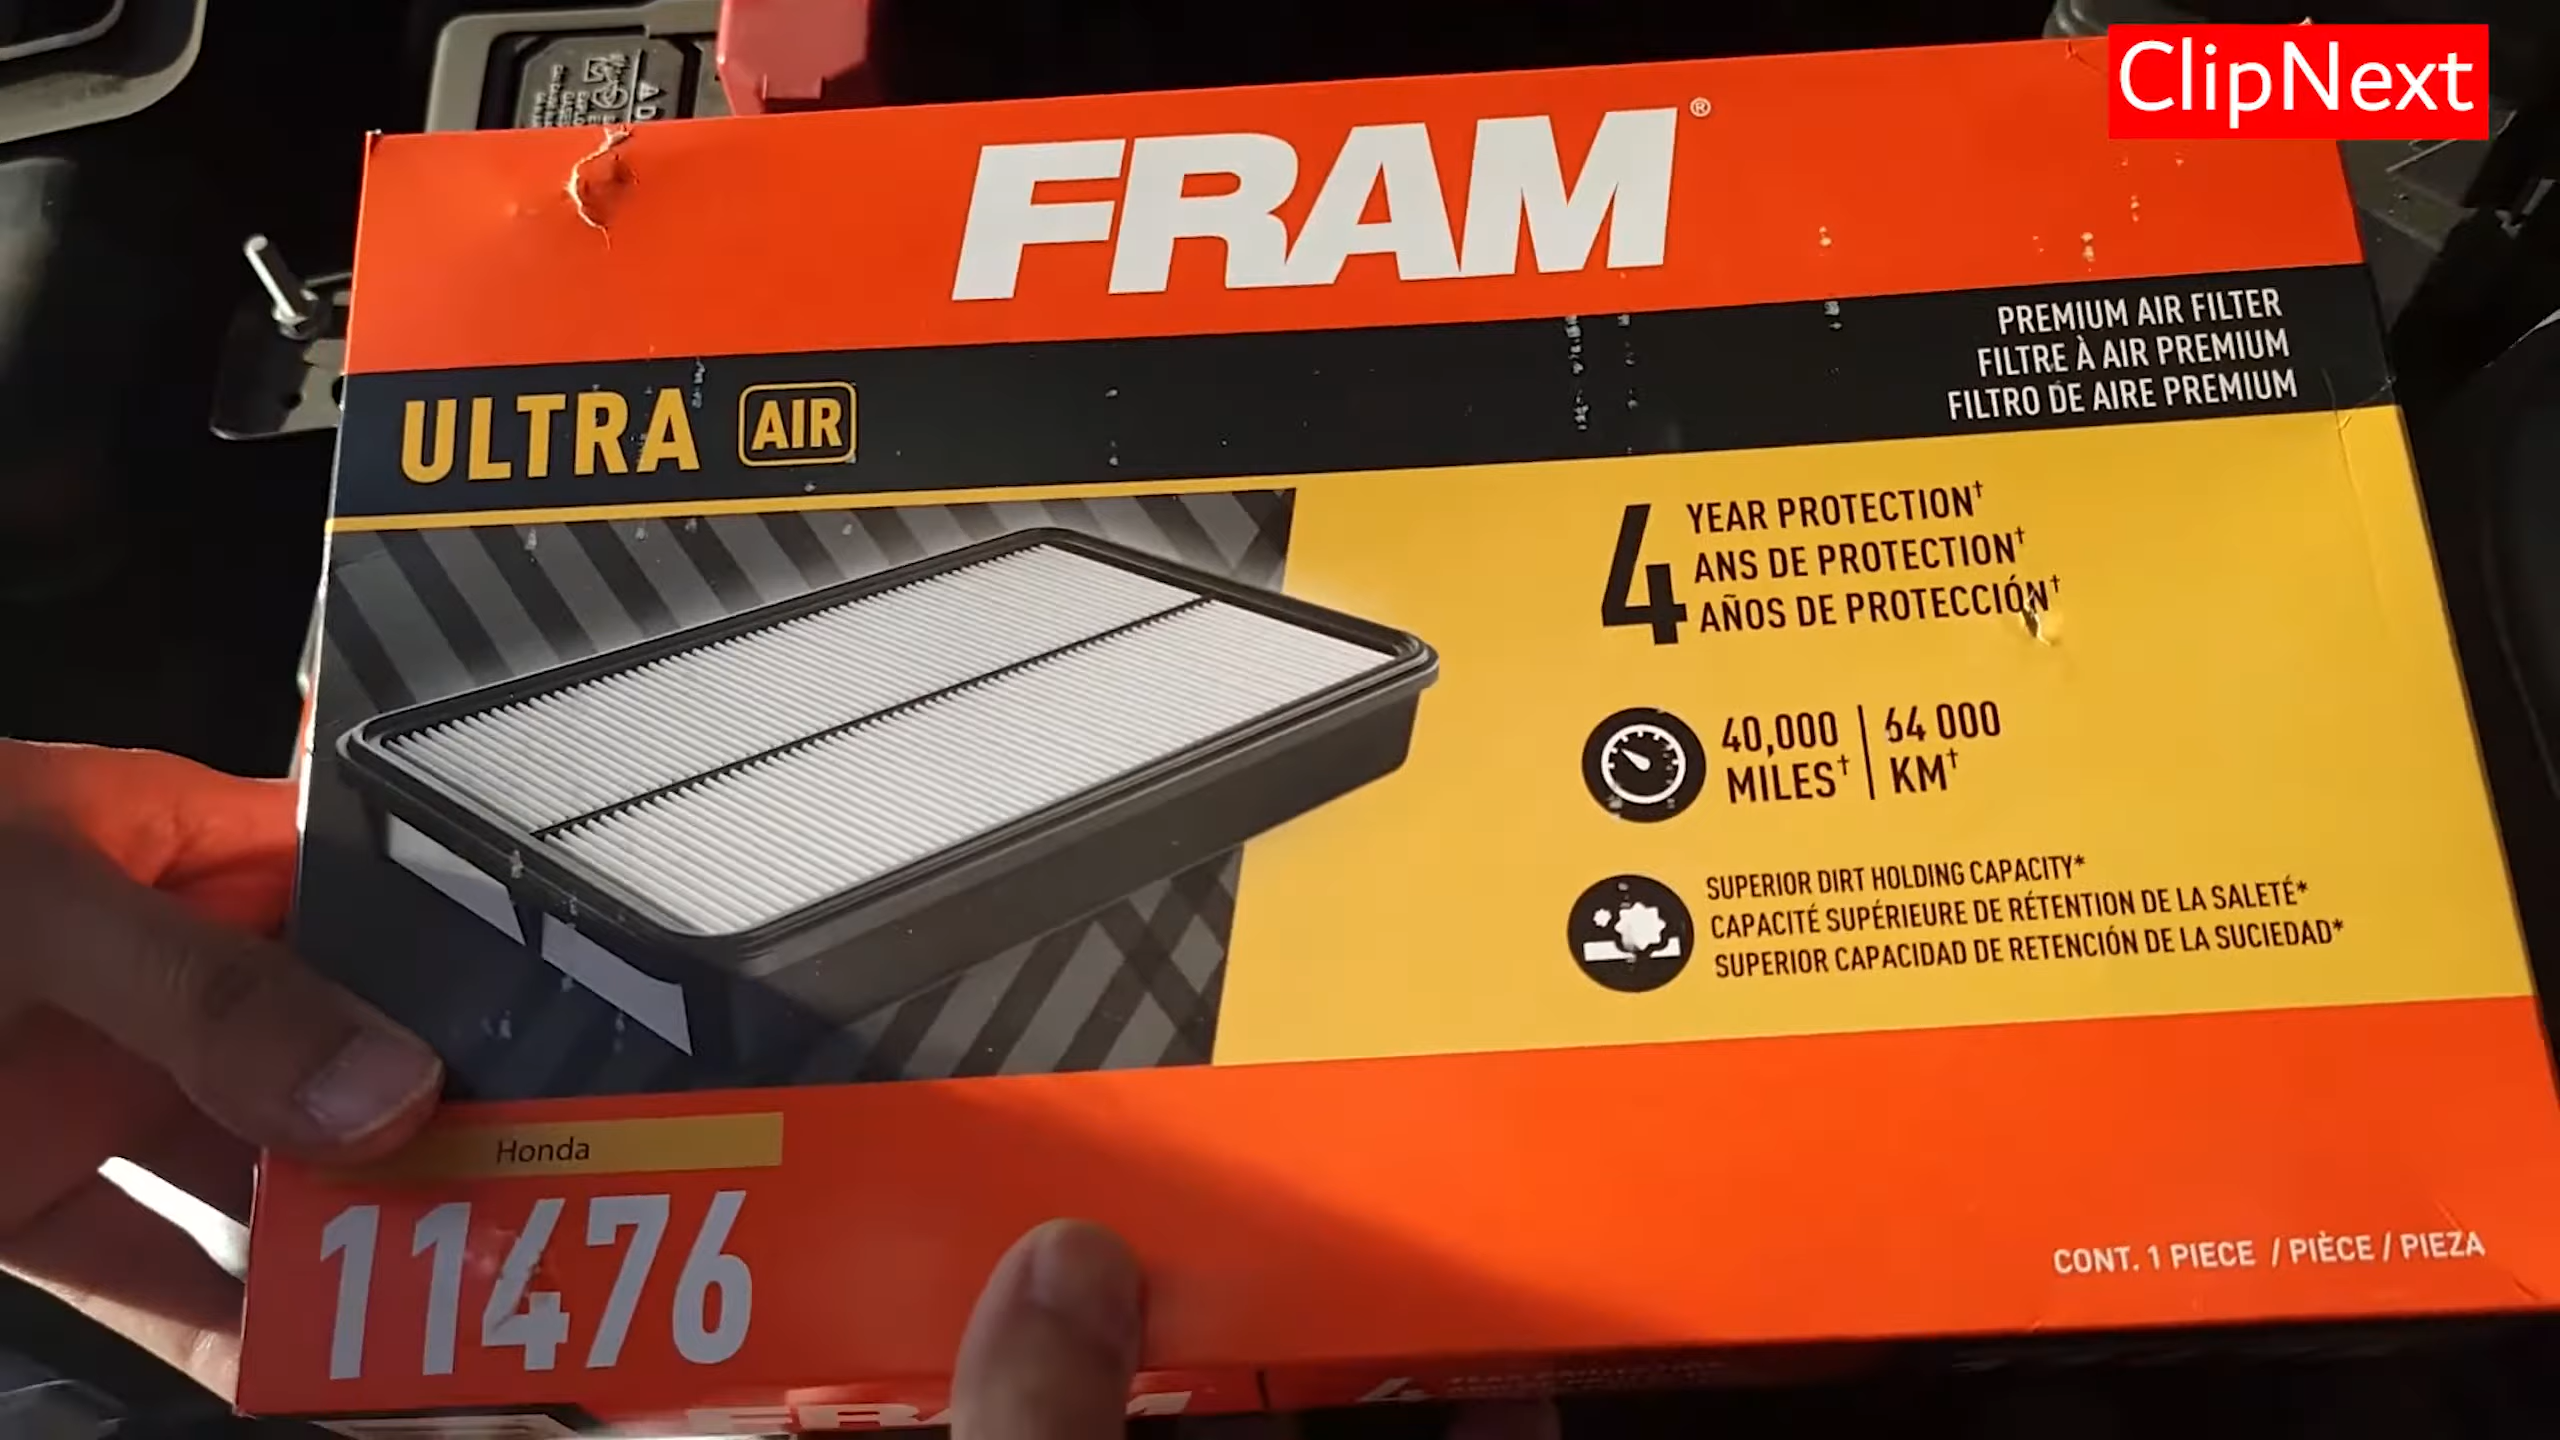 ClipNext
FRAM®
PREMIUM AIR FILTER
FILTRE À AIR PREMIUM
FILTRO DE AIRE PREMIUM
ULTRA AIR
4 YEAR PROTECTION†
ANS DE PROTECTION†
AÑOS DE PROTECCIÓN†
40,000 MILES† | 64 000 KM†
SUPERIOR DIRT HOLDING CAPACITY*
CAPACITÉ SUPÉRIEURE DE RÉTENTION DE LA SALETÉ*
SUPERIOR CAPACIDAD DE RETENCIÓN DE LA SUCIEDAD*
Honda
11476
CONT. 1 PIECE / PIÈCE / PIEZA
FRAM